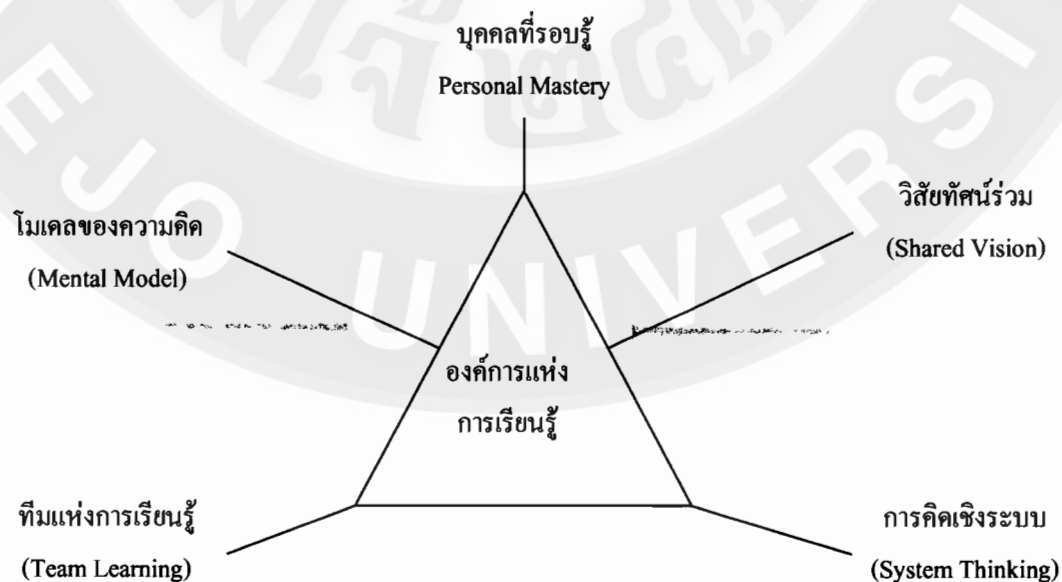 บุคคลที่รอบรู้
Personal Mastery
วิสัยทัศน์ร่วม
(Shared Vision)
โมเดลของความคิด
(Mental Model)
องค์การแห่ง
การเรียนรู้
ทีมแห่งการเรียนรู้
(Team Learning)
การคิดเชิงระบบ
(System Thinking)